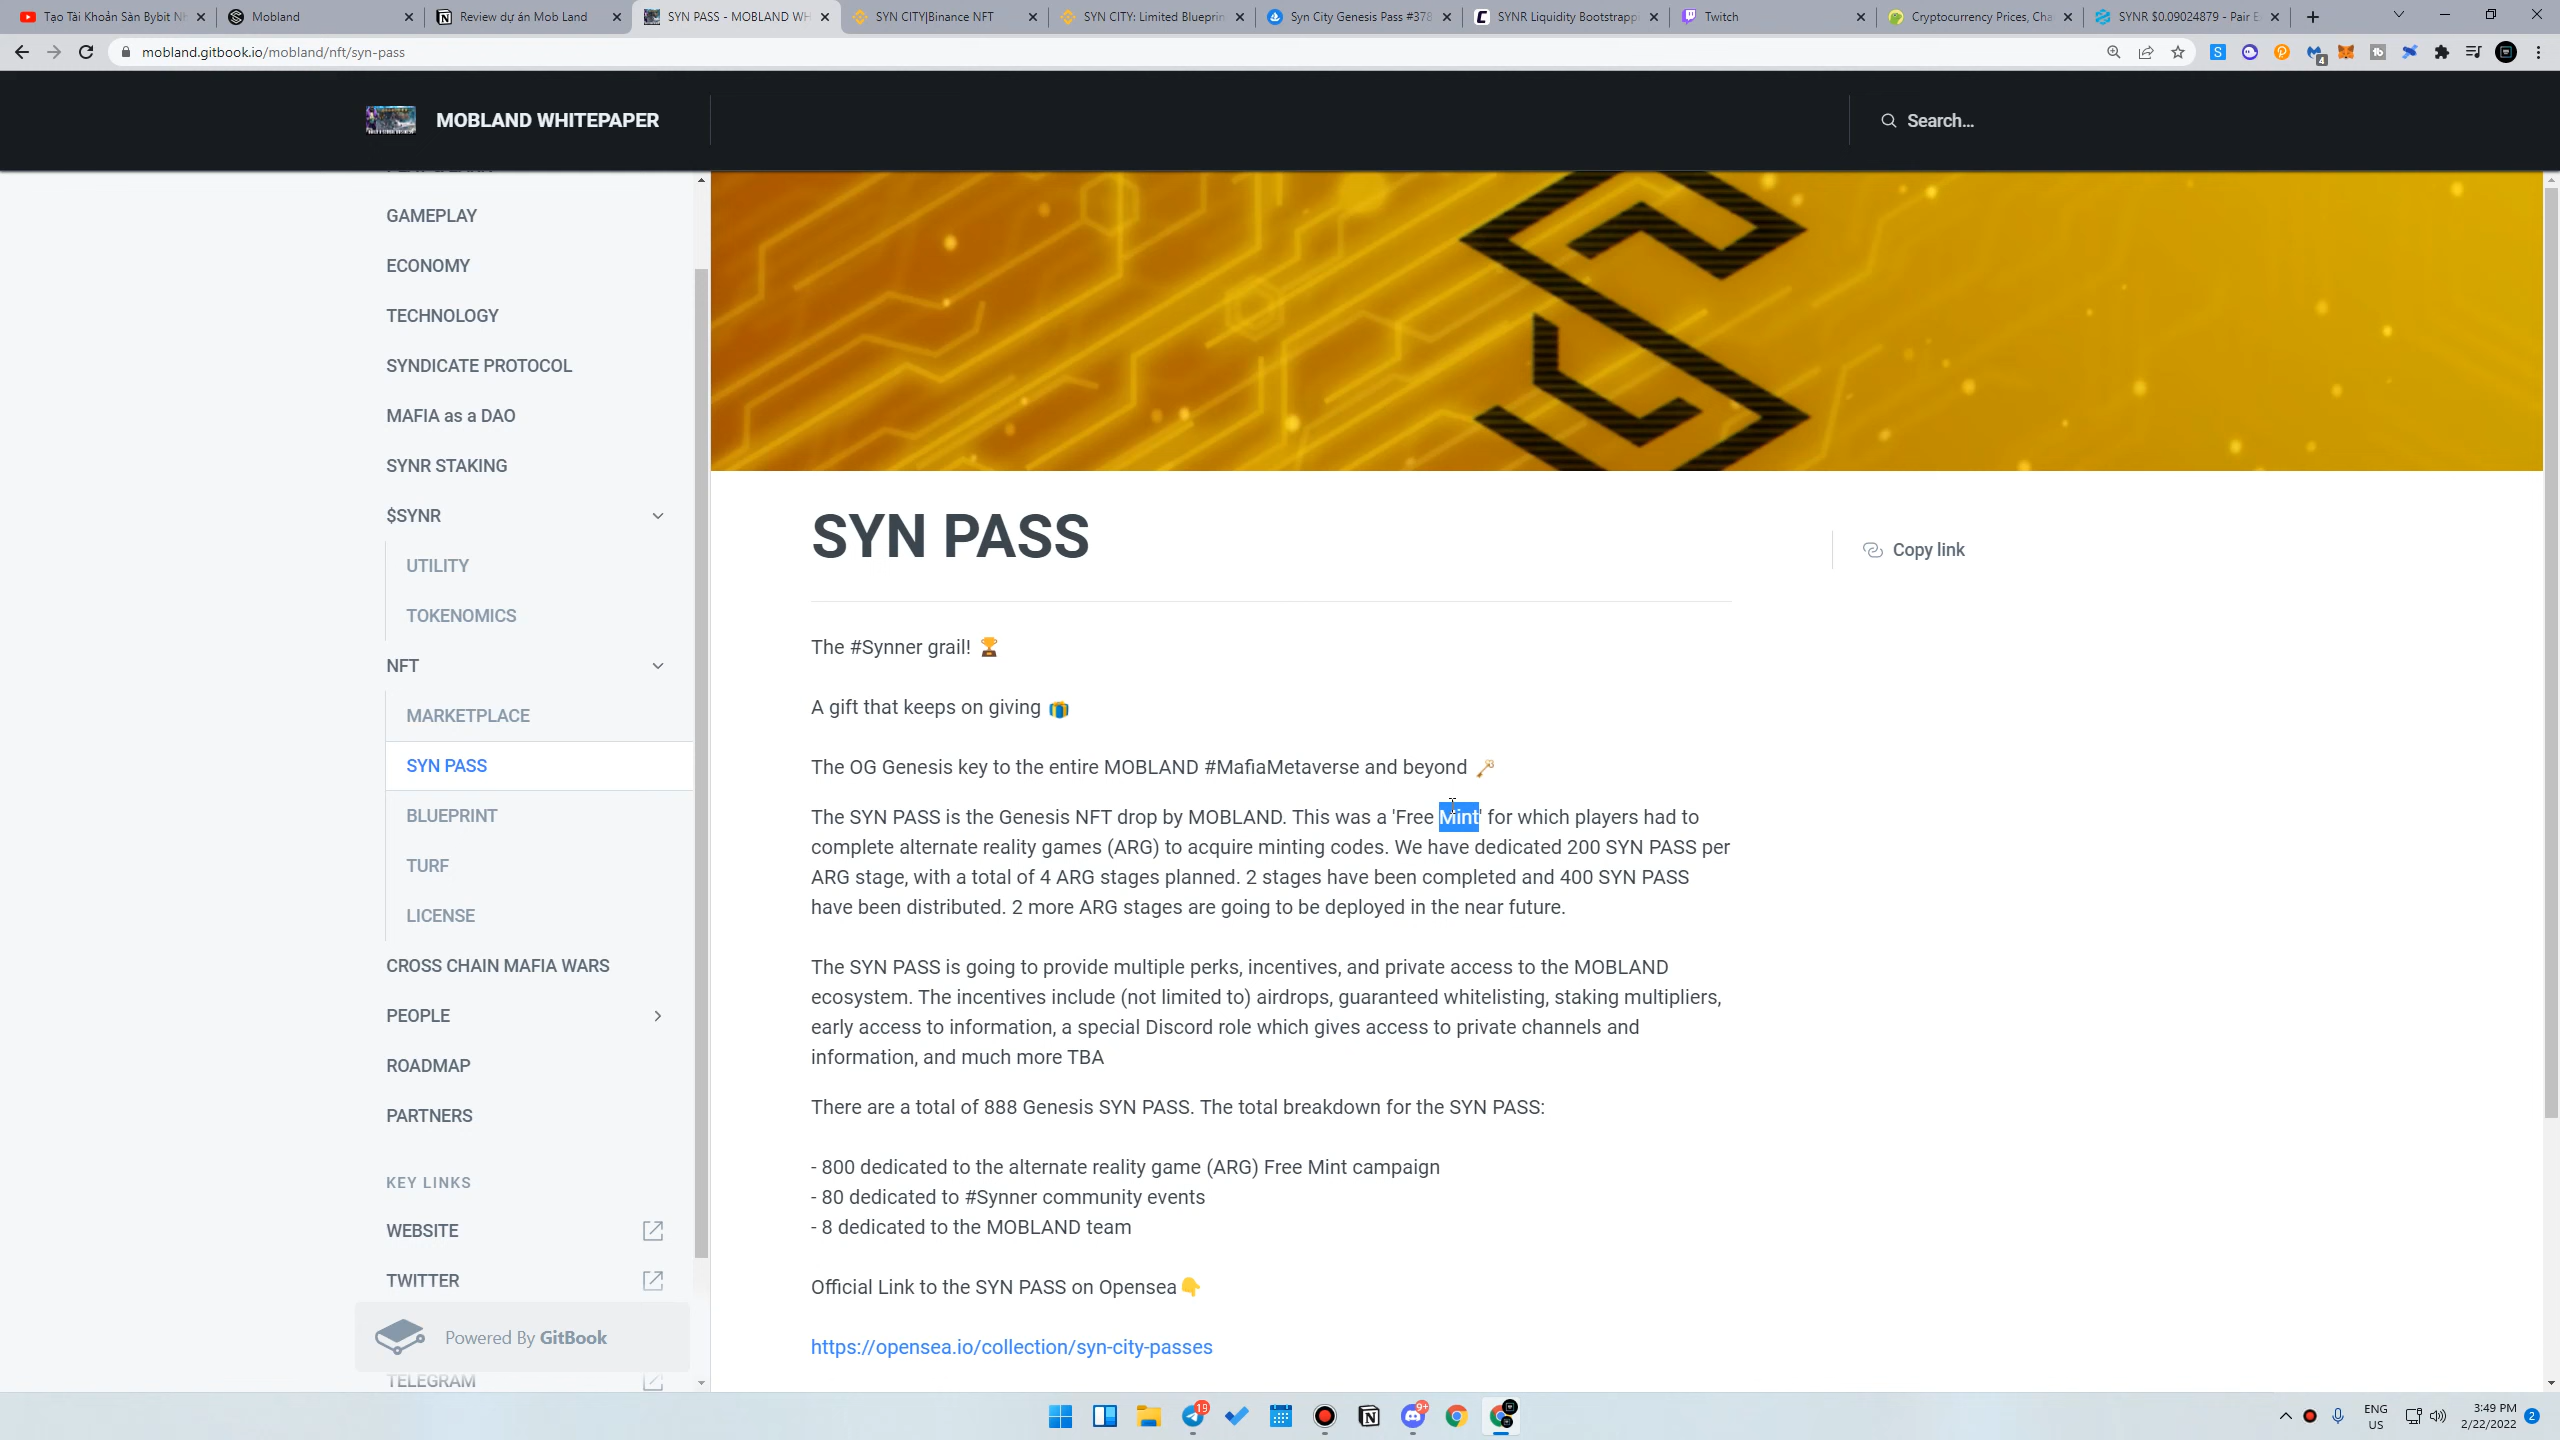 Tạo Tài Khoản Sàn Bybit Nh
Mobland
Review dự án Mob Land
SYN PASS - MOBLAND WH
SYN CITY|Binance NFT
SYN CITY: Limited Blueprin
Syn City Genesis Pass #378
SYNR Liquidity Bootstrapp
Twitch
Cryptocurrency Prices, Cha
SYNR $0.09024879 - Pair E
mobland.gitbook.io/mobland/nft/syn-pass
4
MOBLAND WHITEPAPER
Search...
GAMEPLAY
ECONOMY
TECHNOLOGY
SYNDICATE PROTOCOL
MAFIA as a DAO
SYNR STAKING
$SYNR
UTILITY
TOKENOMICS
NFT
MARKETPLACE
SYN PASS
BLUEPRINT
TURF
LICENSE
CROSS CHAIN MAFIA WARS
PEOPLE
ROADMAP
PARTNERS
KEY LINKS
WEBSITE
TWITTER
Powered By GitBook
TELEGRAM
SYN PASS
Copy link
The #Synner grail! 🏆
A gift that keeps on giving 🎁
The OG Genesis key to the entire MOBLAND #MafiaMetaverse and beyond 🗝
The SYN PASS is the Genesis NFT drop by MOBLAND. This was a 'Free Mint' for which players had to
complete alternate reality games (ARG) to acquire minting codes. We have dedicated 200 SYN PASS per
ARG stage, with a total of 4 ARG stages planned. 2 stages have been completed and 400 SYN PASS
have been distributed. 2 more ARG stages are going to be deployed in the near future.
The SYN PASS is going to provide multiple perks, incentives, and private access to the MOBLAND
ecosystem. The incentives include (not limited to) airdrops, guaranteed whitelisting, staking multipliers,
early access to information, a special Discord role which gives access to private channels and
information, and much more TBA
There are a total of 888 Genesis SYN PASS. The total breakdown for the SYN PASS:
- 800 dedicated to the alternate reality game (ARG) Free Mint campaign
- 80 dedicated to #Synner community events
- 8 dedicated to the MOBLAND team
Official Link to the SYN PASS on Opensea👇
https://opensea.io/collection/syn-city-passes
19
9+
ENG
US
3:49 PM
2/22/2022
2